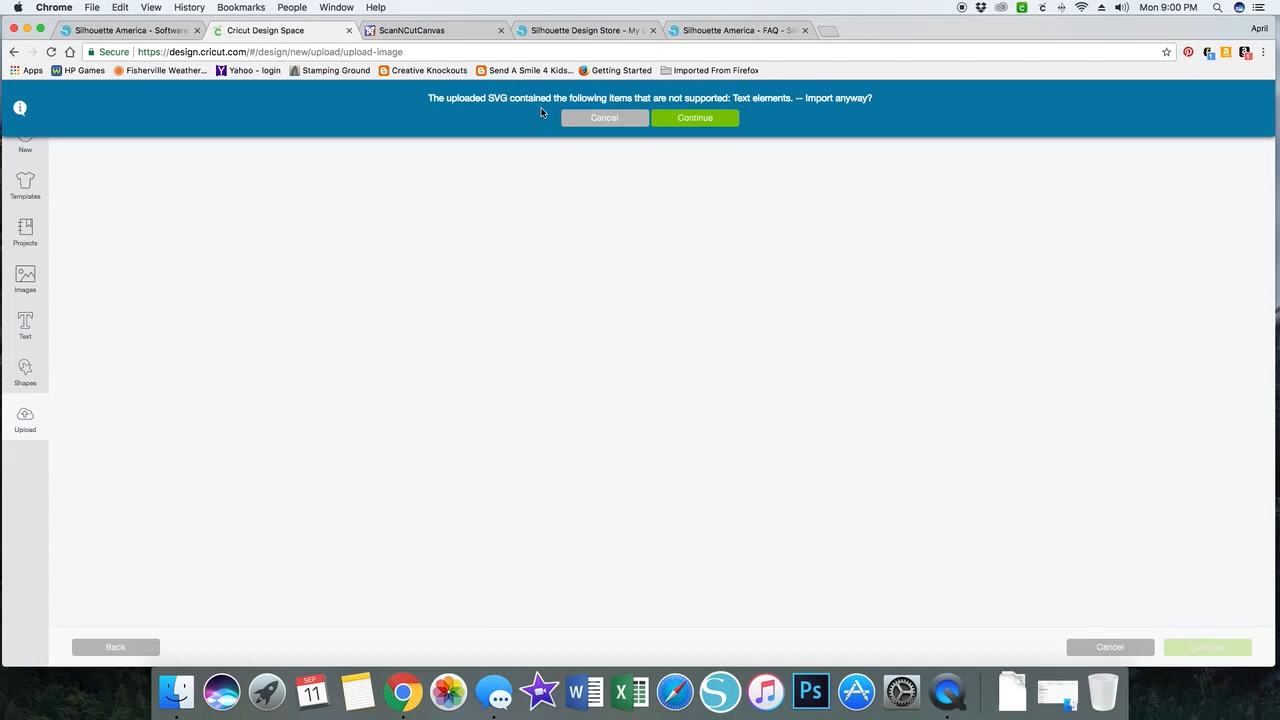 Chrome File Edit View History Bookmarks People Window Help Mon 9:00 PM
Silhouette America - Software Cricut Design Space ScanNCutCanvas Silhouette Design Store - My D Silhouette America - FAQ - Sil April
Secure https://design.cricut.com/#/design/new/upload/upload-image
Apps HP Games Fisherville Weather... Yahoo - login Stamping Ground Creative Knockouts Send A Smile 4 Kids... Getting Started Imported From Firefox
The uploaded SVG contained the following items that are not supported: Text elements. -- Import anyway?
Cancel Continue
New
Templates
Projects
Images
Text
Shapes
Upload
Back Cancel Continue
SEP
11
Ps